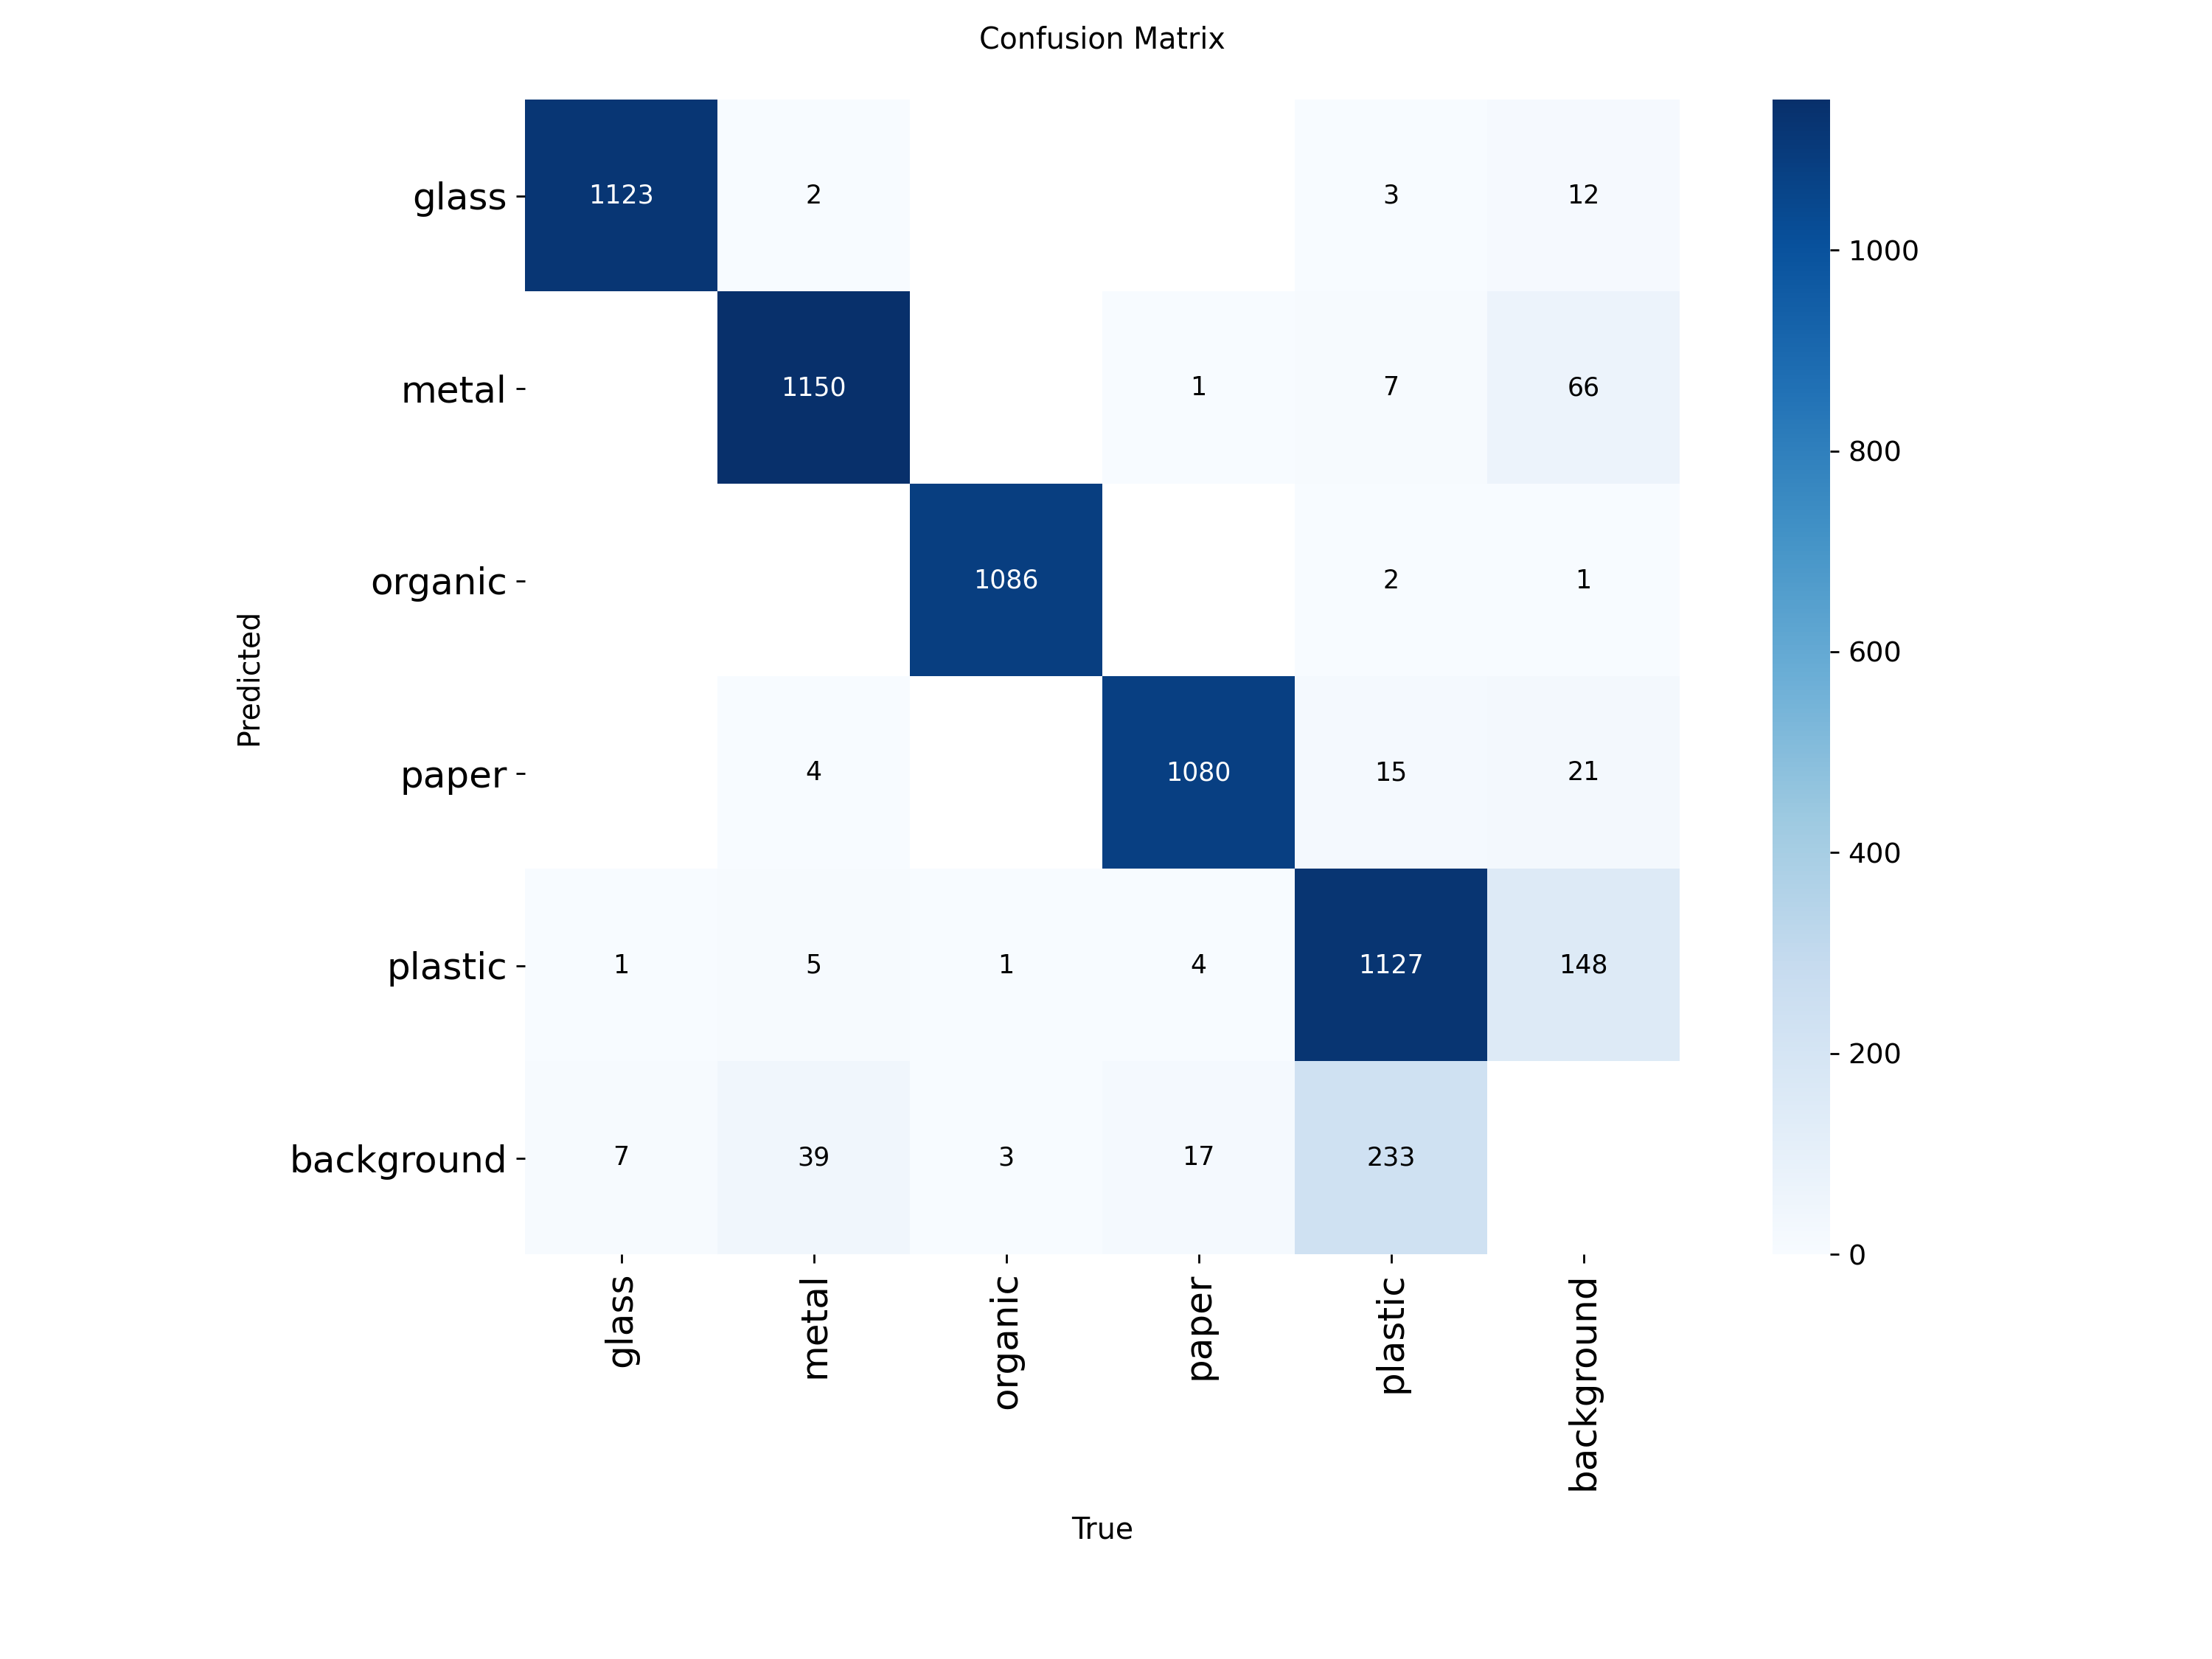 Confusion Matrix
glass
1123
2
3
12
metal
1150
1
7
66
organic
1086
2
1
paper
4
1080
15
21
plastic
1
5
1
4
1127
148
background
7
39
3
17
233
Predicted
glass
metal
organic
paper
plastic
background
True
1000
800
600
400
200
0